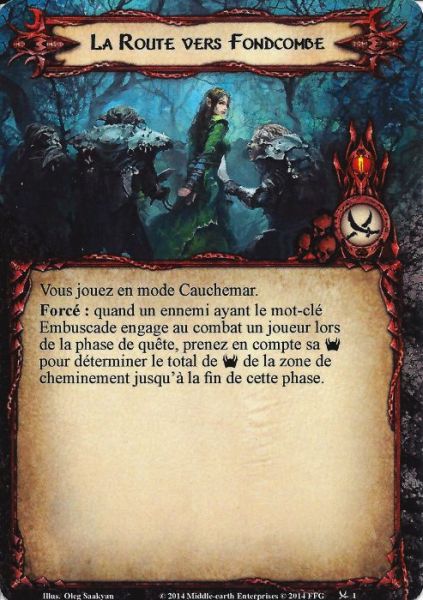 La Route vers Fondcombe
Vous jouez en mode Cauchemar.
Forcé : quand un ennemi ayant le mot-clé
Embuscade engage au combat un joueur lors
de la phase de quête, prenez en compte sa
pour déterminer le total de de la zone de
cheminement jusqu'à la fin de cette phase.
Illus. Oleg Saakyan © 2014 Middle-earth Enterprises © 2014 FFG 1